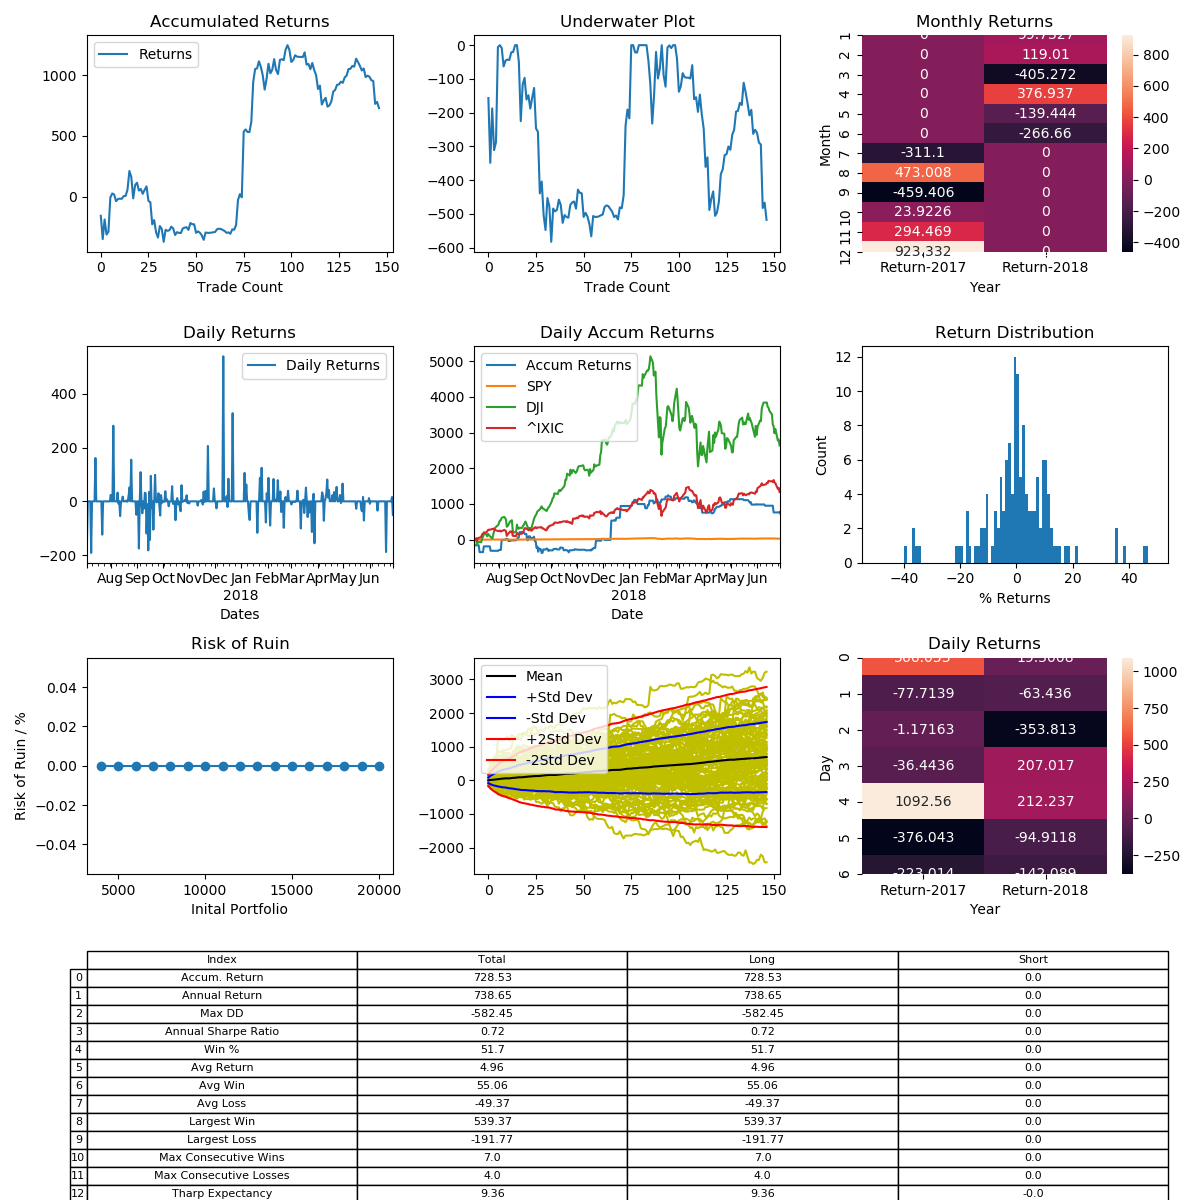 Accumulated Returns
Returns
1000
500
0
0 25 50 75 100 125 150
Trade Count
Underwater Plot
0
−100
−200
−300
−400
−500
−600
0 25 50 75 100 125 150
Trade Count
Monthly Returns
Month
1 0
2 0 119.01
3 0 -405.272
4 0 376.937
5 0 -139.444
6 0 -266.66
7 -311.1 0
8 473.008 0
9 -459.406 0
10 23.9226 0
11 294.469 0
12 923.332 0
Return-2017 Return-2018
Year
800
600
400
200
0
−200
−400
Daily Returns
Daily Returns
400
200
0
−200
Aug Sep Oct Nov Dec Jan Feb Mar Apr May Jun
2018
Dates
Daily Accum Returns
Accum Returns
SPY
DJI
^IXIC
5000
4000
3000
2000
1000
0
Aug Sep Oct Nov Dec Jan Feb Mar Apr May Jun
2018
Date
Return Distribution
Count
12
10
8
6
4
2
0
−40 −20 0 20 40
% Returns
Risk of Ruin
Risk of Ruin / %
0.04
0.02
0.00
−0.02
−0.04
5000 10000 15000 20000
Inital Portfolio
Mean
+Std Dev
-Std Dev
+2Std Dev
-2Std Dev
3000
2000
1000
0
−1000
−2000
0 25 50 75 100 125 150
Daily Returns
Day
0
1 -77.7139 -63.436
2 -1.17163 -353.813
3 -36.4436 207.017
4 1092.56 212.237
5 -376.043 -94.9118
6 -223.014 -142.089
Return-2017 Return-2018
Year
1000
750
500
250
0
−250
Index Total Long Short
0 Accum. Return 728.53 728.53 0.0
1 Annual Return 738.65 738.65 0.0
2 Max DD -582.45 -582.45 0.0
3 Annual Sharpe Ratio 0.72 0.72 0.0
4 Win % 51.7 51.7 0.0
5 Avg Return 4.96 4.96 0.0
6 Avg Win 55.06 55.06 0.0
7 Avg Loss -49.37 -49.37 0.0
8 Largest Win 539.37 539.37 0.0
9 Largest Loss -191.77 -191.77 0.0
10 Max Consecutive Wins 7.0 7.0 0.0
11 Max Consecutive Losses 4.0 4.0 0.0
12 Tharp Expectancy 9.36 9.36 -0.0